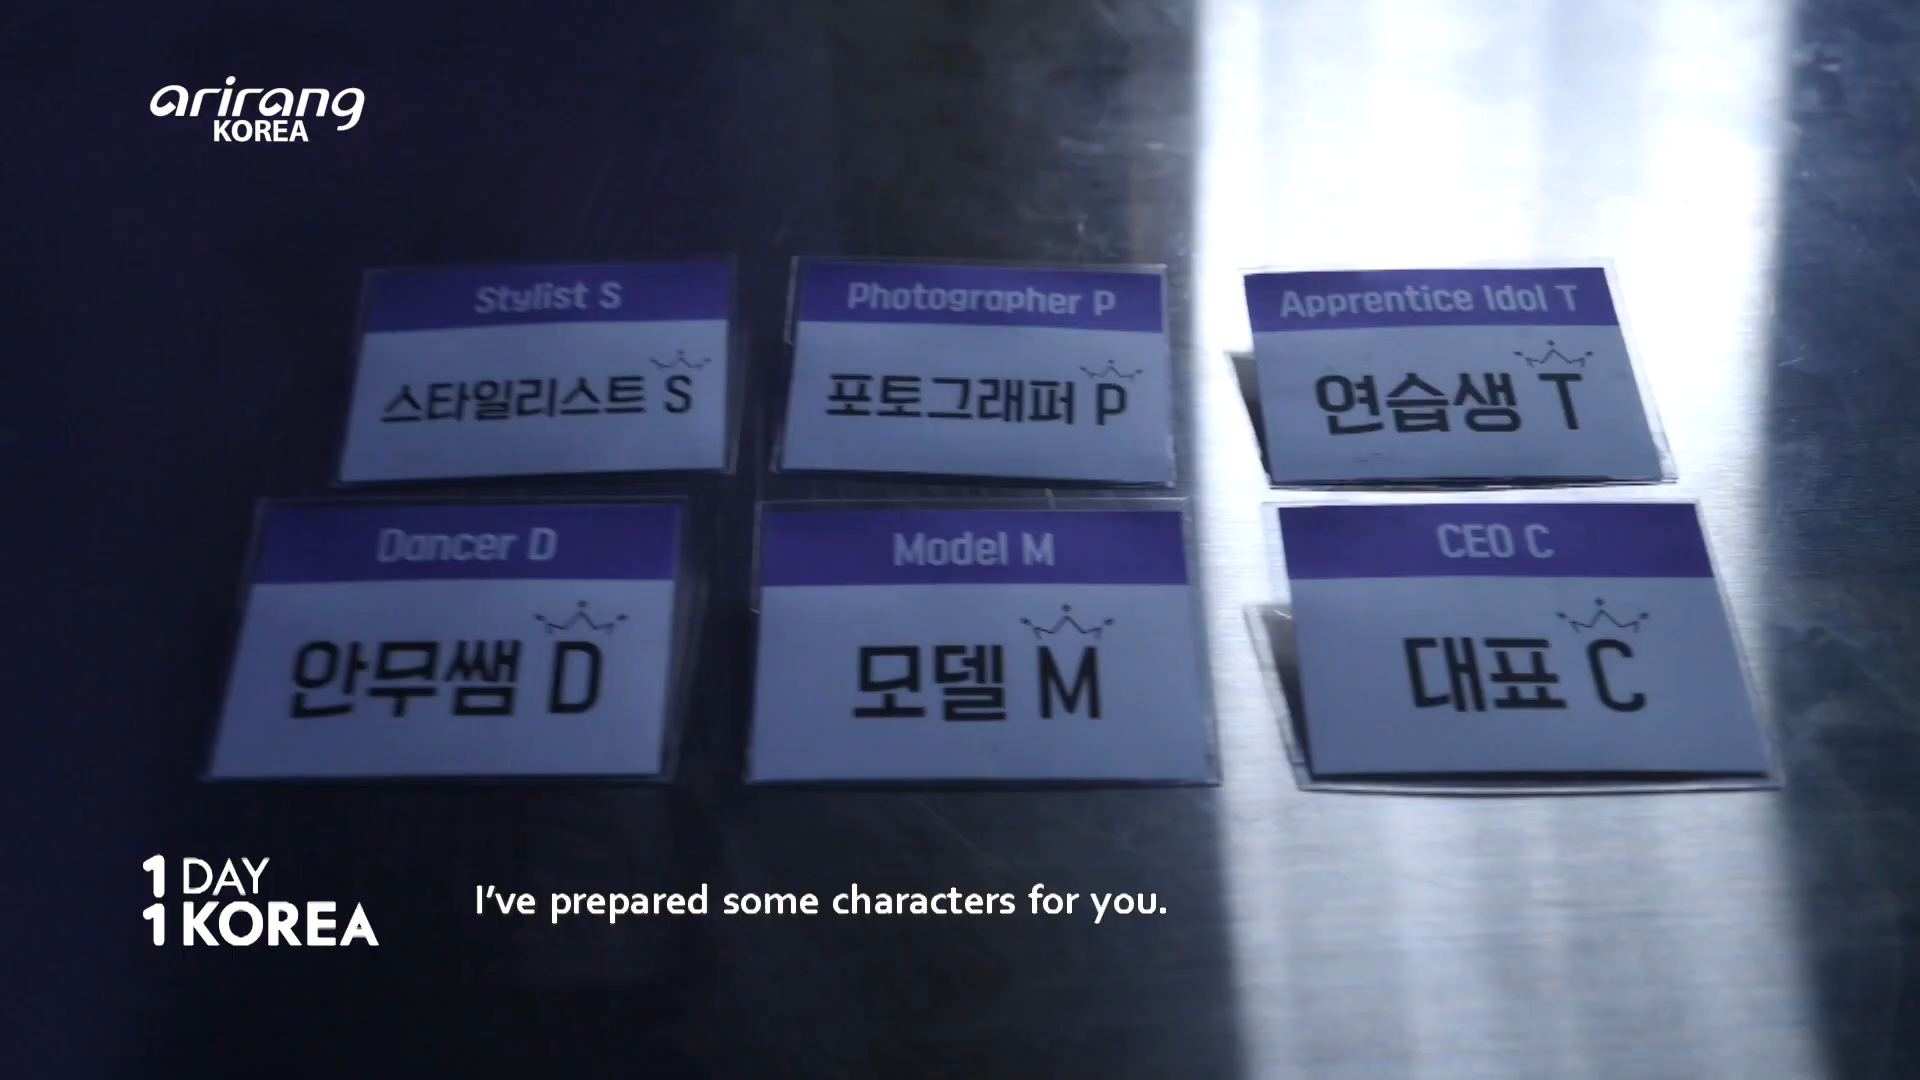 arirang
KOREA
Stylist S
스타일리스트 S
Photographer P
포토그래퍼 P
Apprentice Idol T
연습생 T
Dancer D
안무쌤 D
Model M
모델 M
CEO C
대표 C
1 DAY
1 KOREA
I've prepared some characters for you.